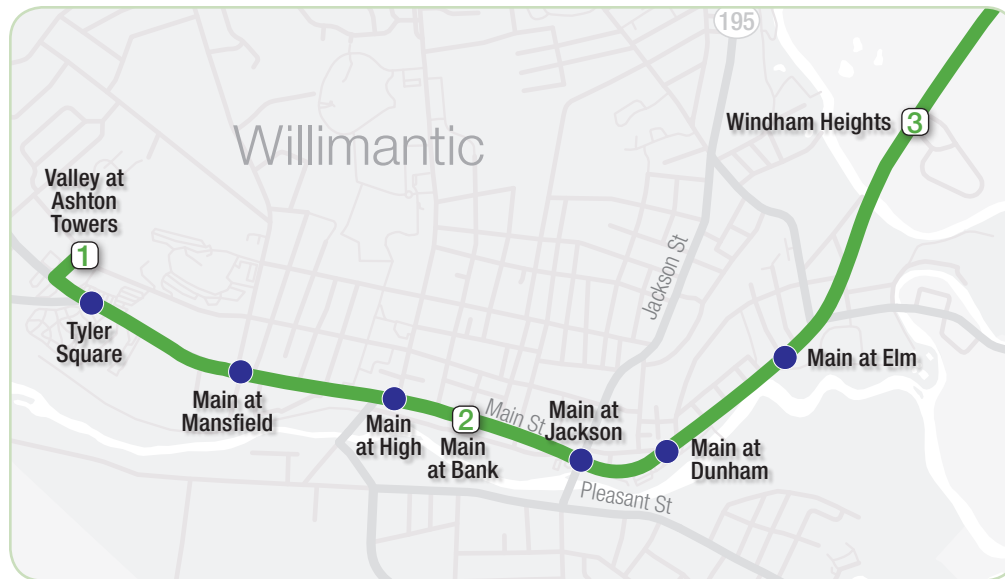 195
Windham Heights
3
Willimantic
Valley at
Ashton
Towers
1
Jackson St
Tyler
Square
Main at Elm
Main at
Mansfield
Main
at High
2
Main
at Bank
Main St
Main at
Jackson
Main at
Dunham
Pleasant St